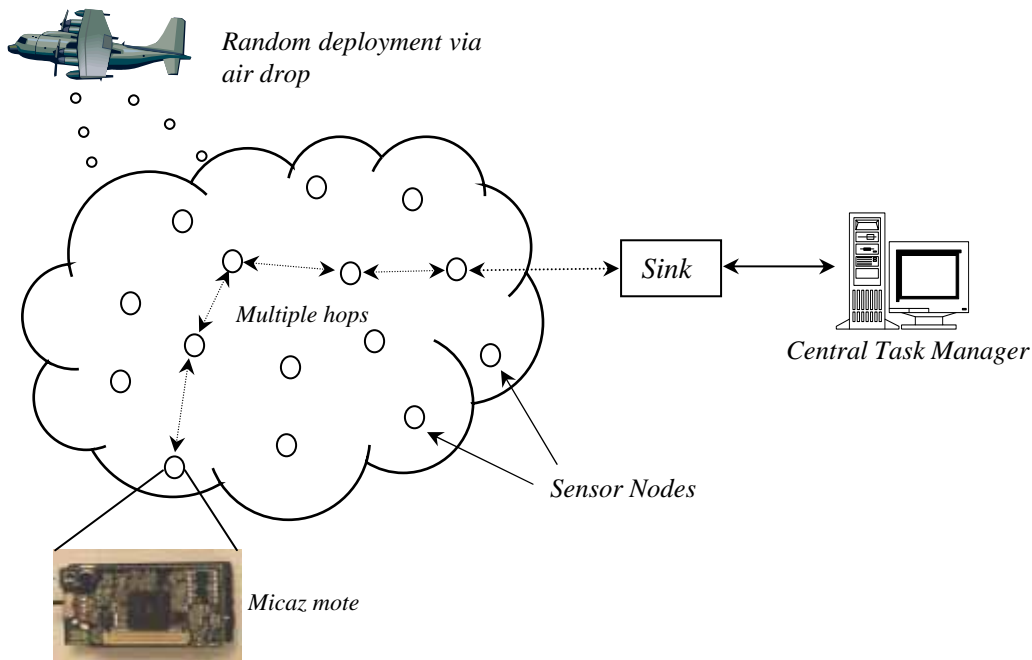 Random deployment via
air drop
Sink
Multiple hops
Central Task Manager
Sensor Nodes
Micaz mote